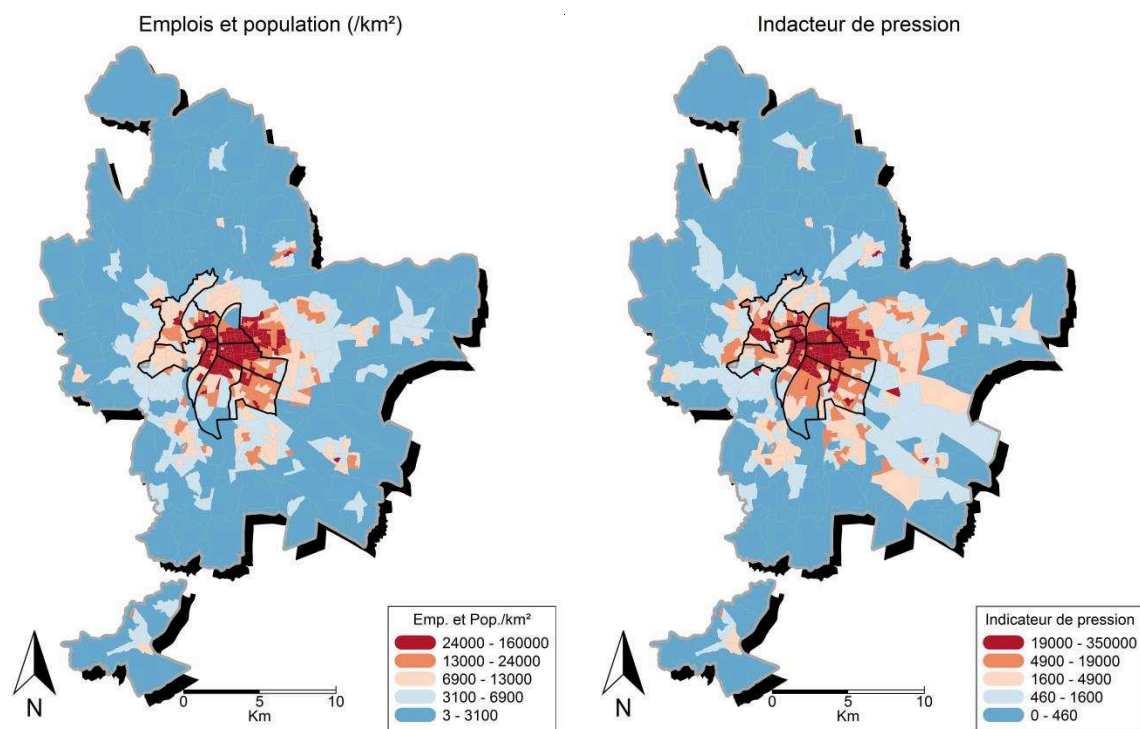 Emplois et population (/km²)
Indacteur de pression
N
0 5 10
Km
Emp. et Pop./km²
24000 - 160000
13000 - 24000
6900 - 13000
3100 - 6900
3 - 3100
N
0 5 10
Km
Indicateur de pression
19000 - 350000
4900 - 19000
1600 - 4900
460 - 1600
0 - 460